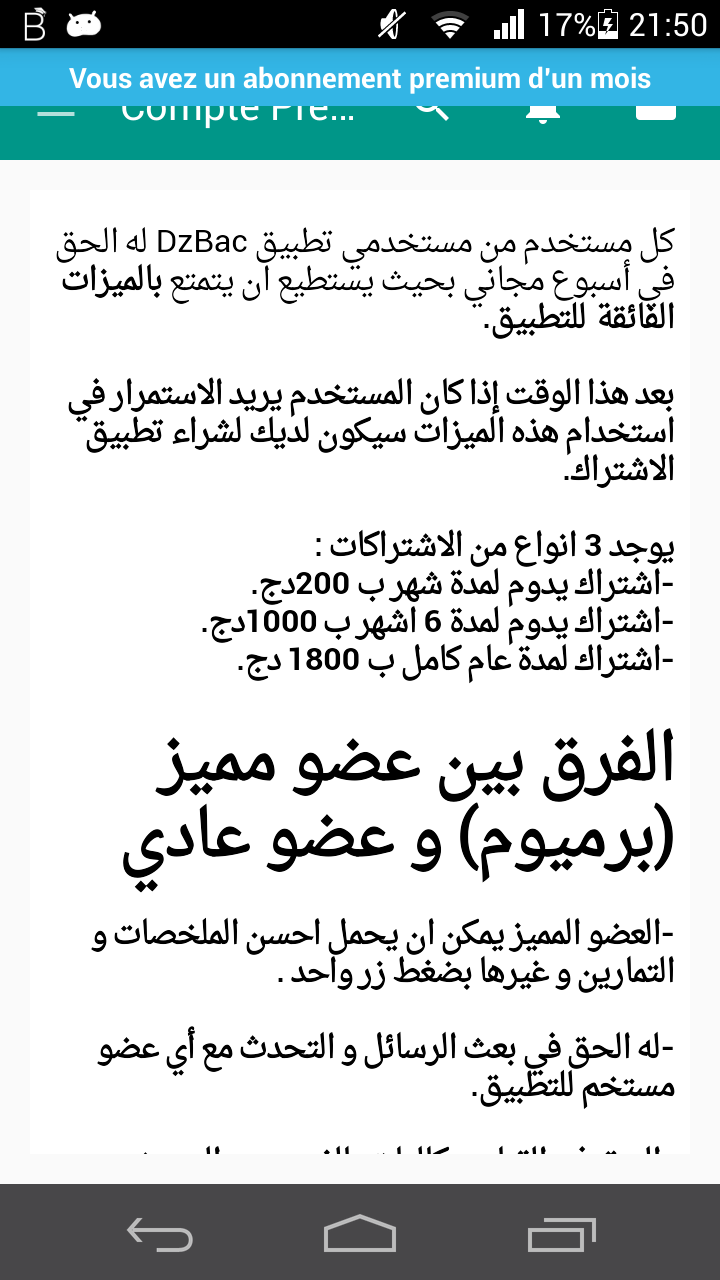 17% 21:50
Vous avez un abonnement premium d'un mois
Compte Pre...
كل مستخدم من مستخدمي تطبيق DzBac له الحق
في أسبوع مجاني بحيث يستطيع ان يتمتع بالميزات
الفائقة للتطبيق.
بعد هذا الوقت إذا كان المستخدم يريد الاستمرار في
استخدام هذه الميزات سيكون لديك لشراء تطبيق
الاشتراك.
يوجد 3 انواع من الاشتراكات :
-اشتراك يدوم لمدة شهر ب 200دج.
-اشتراك يدوم لمدة 6 اشهر ب 1000دج.
-اشتراك لمدة عام كامل ب 1800 دج.
الفرق بين عضو مميز
(برميوم) و عضو عادي
-العضو المميز يمكن ان يحمل احسن الملخصات و
التمارين و غيرها بضغط زر واحد .
-له الحق في بعث الرسائل و التحدث مع أي عضو
مستخم للتطبيق.